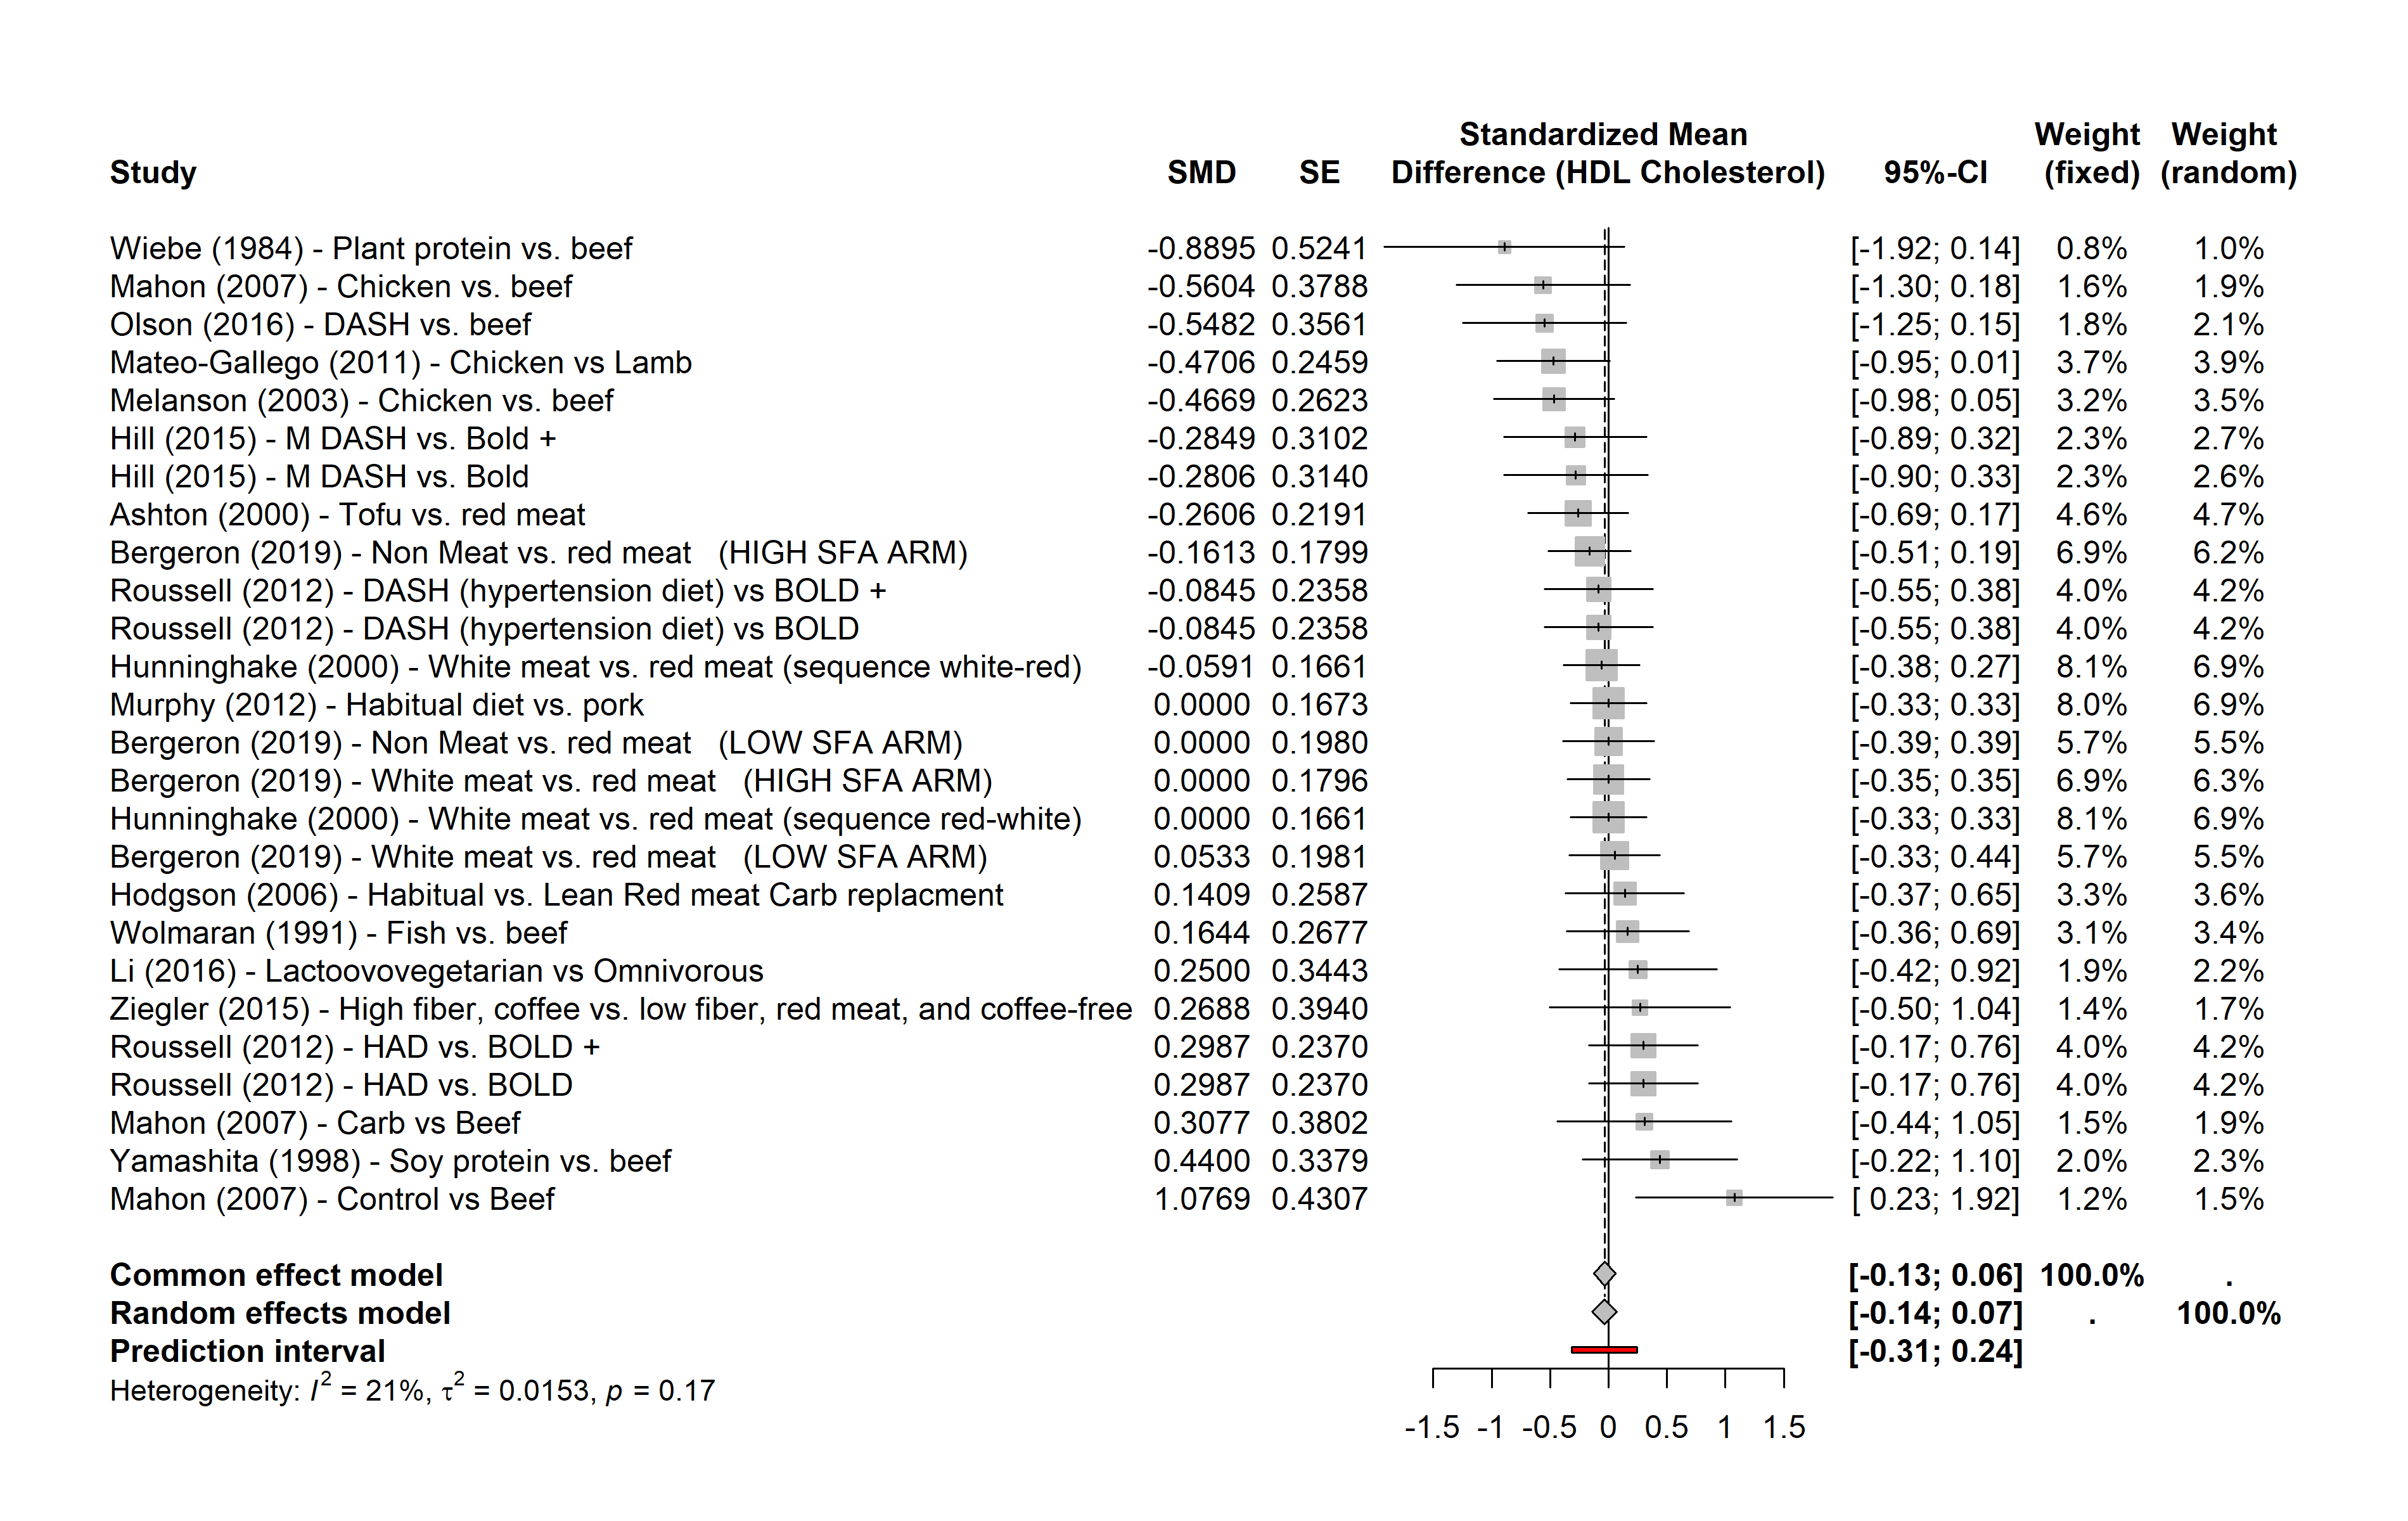 Standardized Mean Weight Weight
Study SMD SE Difference (HDL Cholesterol) 95%-CI (fixed) (random)
Wiebe (1984) - Plant protein vs. beef -0.8895 0.5241 [-1.92; 0.14] 0.8% 1.0%
Mahon (2007) - Chicken vs. beef -0.5604 0.3788 [-1.30; 0.18] 1.6% 1.9%
Olson (2016) - DASH vs. beef -0.5482 0.3561 [-1.25; 0.15] 1.8% 2.1%
Mateo-Gallego (2011) - Chicken vs Lamb -0.4706 0.2459 [-0.95; 0.01] 3.7% 3.9%
Melanson (2003) - Chicken vs. beef -0.4669 0.2623 [-0.98; 0.05] 3.2% 3.5%
Hill (2015) - M DASH vs. Bold + -0.2849 0.3102 [-0.89; 0.32] 2.3% 2.7%
Hill (2015) - M DASH vs. Bold -0.2806 0.3140 [-0.90; 0.33] 2.3% 2.6%
Ashton (2000) - Tofu vs. red meat -0.2606 0.2191 [-0.69; 0.17] 4.6% 4.7%
Bergeron (2019) - Non Meat vs. red meat (HIGH SFA ARM) -0.1613 0.1799 [-0.51; 0.19] 6.9% 6.2%
Roussell (2012) - DASH (hypertension diet) vs BOLD + -0.0845 0.2358 [-0.55; 0.38] 4.0% 4.2%
Roussell (2012) - DASH (hypertension diet) vs BOLD -0.0845 0.2358 [-0.55; 0.38] 4.0% 4.2%
Hunninghake (2000) - White meat vs. red meat (sequence white-red) -0.0591 0.1661 [-0.38; 0.27] 8.1% 6.9%
Murphy (2012) - Habitual diet vs. pork 0.0000 0.1673 [-0.33; 0.33] 8.0% 6.9%
Bergeron (2019) - Non Meat vs. red meat (LOW SFA ARM) 0.0000 0.1980 [-0.39; 0.39] 5.7% 5.5%
Bergeron (2019) - White meat vs. red meat (HIGH SFA ARM) 0.0000 0.1796 [-0.35; 0.35] 6.9% 6.3%
Hunninghake (2000) - White meat vs. red meat (sequence red-white) 0.0000 0.1661 [-0.33; 0.33] 8.1% 6.9%
Bergeron (2019) - White meat vs. red meat (LOW SFA ARM) 0.0533 0.1981 [-0.33; 0.44] 5.7% 5.5%
Hodgson (2006) - Habitual vs. Lean Red meat Carb replacment 0.1409 0.2587 [-0.37; 0.65] 3.3% 3.6%
Wolmaran (1991) - Fish vs. beef 0.1644 0.2677 [-0.36; 0.69] 3.1% 3.4%
Li (2016) - Lactoovovegetarian vs Omnivorous 0.2500 0.3443 [-0.42; 0.92] 1.9% 2.2%
Ziegler (2015) - High fiber, coffee vs. low fiber, red meat, and coffee-free 0.2688 0.3940 [-0.50; 1.04] 1.4% 1.7%
Roussell (2012) - HAD vs. BOLD + 0.2987 0.2370 [-0.17; 0.76] 4.0% 4.2%
Roussell (2012) - HAD vs. BOLD 0.2987 0.2370 [-0.17; 0.76] 4.0% 4.2%
Mahon (2007) - Carb vs Beef 0.3077 0.3802 [-0.44; 1.05] 1.5% 1.9%
Yamashita (1998) - Soy protein vs. beef 0.4400 0.3379 [-0.22; 1.10] 2.0% 2.3%
Mahon (2007) - Control vs Beef 1.0769 0.4307 [ 0.23; 1.92] 1.2% 1.5%
Common effect model [-0.13; 0.06] 100.0% .
Random effects model [-0.14; 0.07] . 100.0%
Prediction interval [-0.31; 0.24]
Heterogeneity: I² = 21%, τ² = 0.0153, p = 0.17
-1.5 -1 -0.5 0 0.5 1 1.5